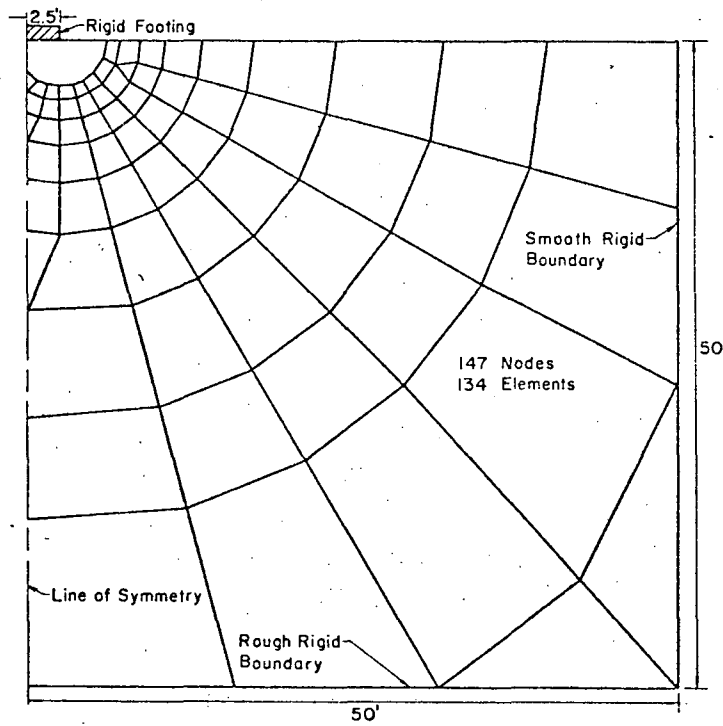 2.5'
Rigid Footing
Smooth Rigid
Boundary
50
147 Nodes
134 Elements
Line of Symmetry
Rough Rigid
Boundary
50'